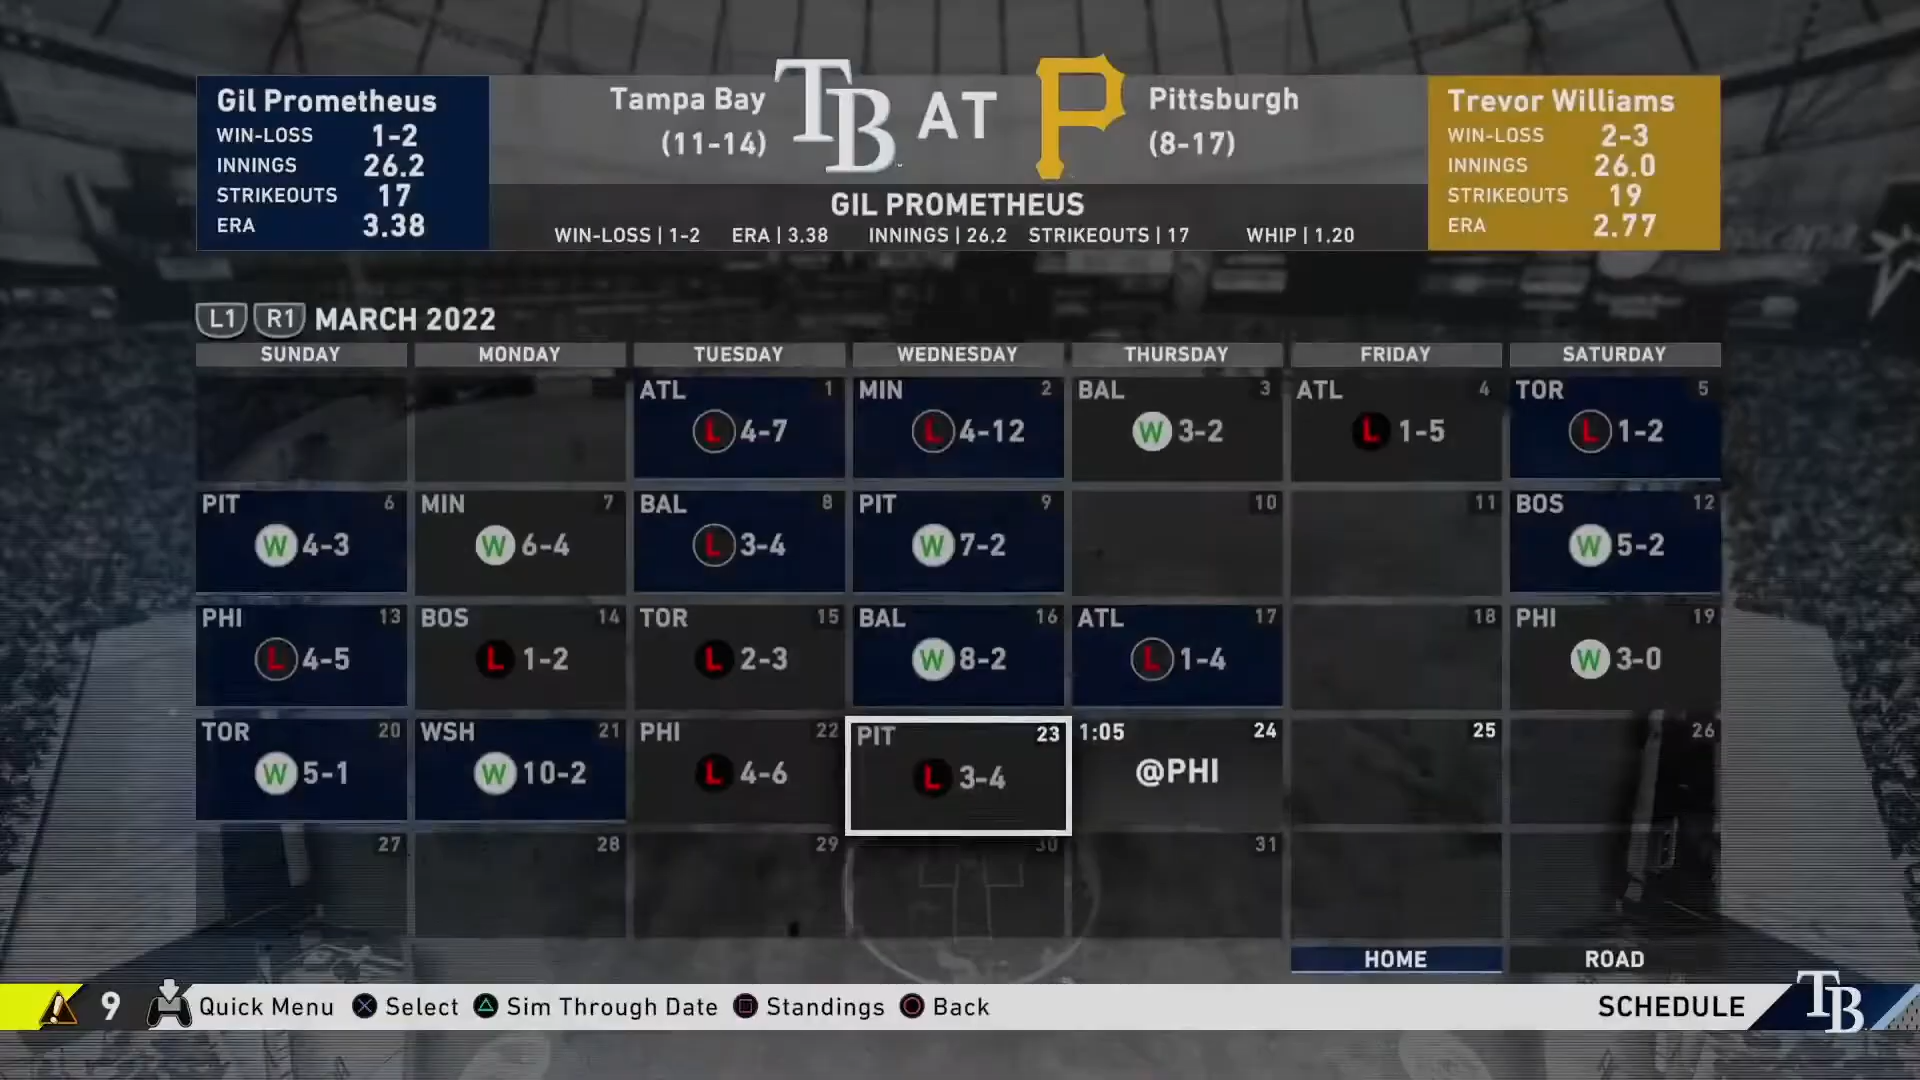 Gil Prometheus
WIN-LOSS 1-2
INNINGS 26.2
STRIKEOUTS 17
ERA 3.38
Tampa Bay
(11-14)
TB AT P
Pittsburgh
(8-17)
GIL PROMETHEUS
WIN-LOSS | 1-2 ERA | 3.38 INNINGS | 26.2 STRIKEOUTS | 17 WHIP | 1.20
Trevor Williams
WIN-LOSS 2-3
INNINGS 26.0
STRIKEOUTS 19
ERA 2.77
L1 R1 MARCH 2022
SUNDAY MONDAY TUESDAY WEDNESDAY THURSDAY FRIDAY SATURDAY
ATL 1 MIN 2 BAL 3 ATL 4 TOR 5
L 4-7 L 4-12 W 3-2 L 1-5 L 1-2
PIT 6 MIN 7 BAL 8 PIT 9 10 11 BOS 12
W 4-3 W 6-4 L 3-4 W 7-2 W 5-2
PHI 13 BOS 14 TOR 15 BAL 16 ATL 17 18 PHI 19
L 4-5 L 1-2 L 2-3 W 8-2 L 1-4 W 3-0
TOR 20 WSH 21 PHI 22 PIT 23 1:05 24 25 26
W 5-1 W 10-2 L 4-6 L 3-4 @PHI
27 28 29 30 31
HOME ROAD
9 Quick Menu Select Sim Through Date Standings Back SCHEDULE TB